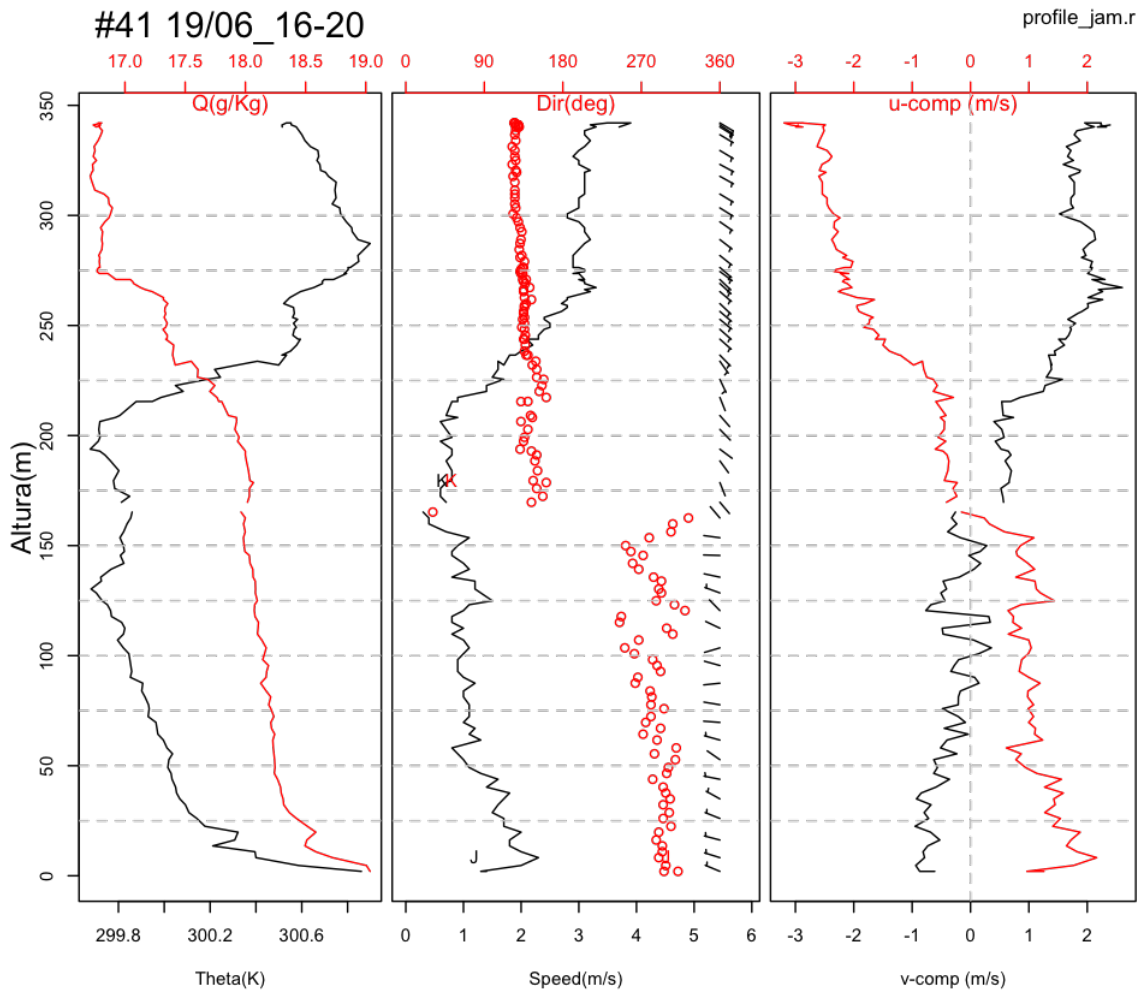 #41 19/06_16-20
profile_jam.r
17.0 17.5 18.0 18.5 19.0
0 90 180 270 360
-3 -2 -1 0 1 2
Q(g/Kg)
Dir(deg)
u-comp (m/s)
Altura(m)
350
300
250
200
150
100
50
0
K K
J J
299.8 300.2 300.6
0 1 2 3 4 5 6
-3 -2 -1 0 1 2
Theta(K)
Speed(m/s)
v-comp (m/s)